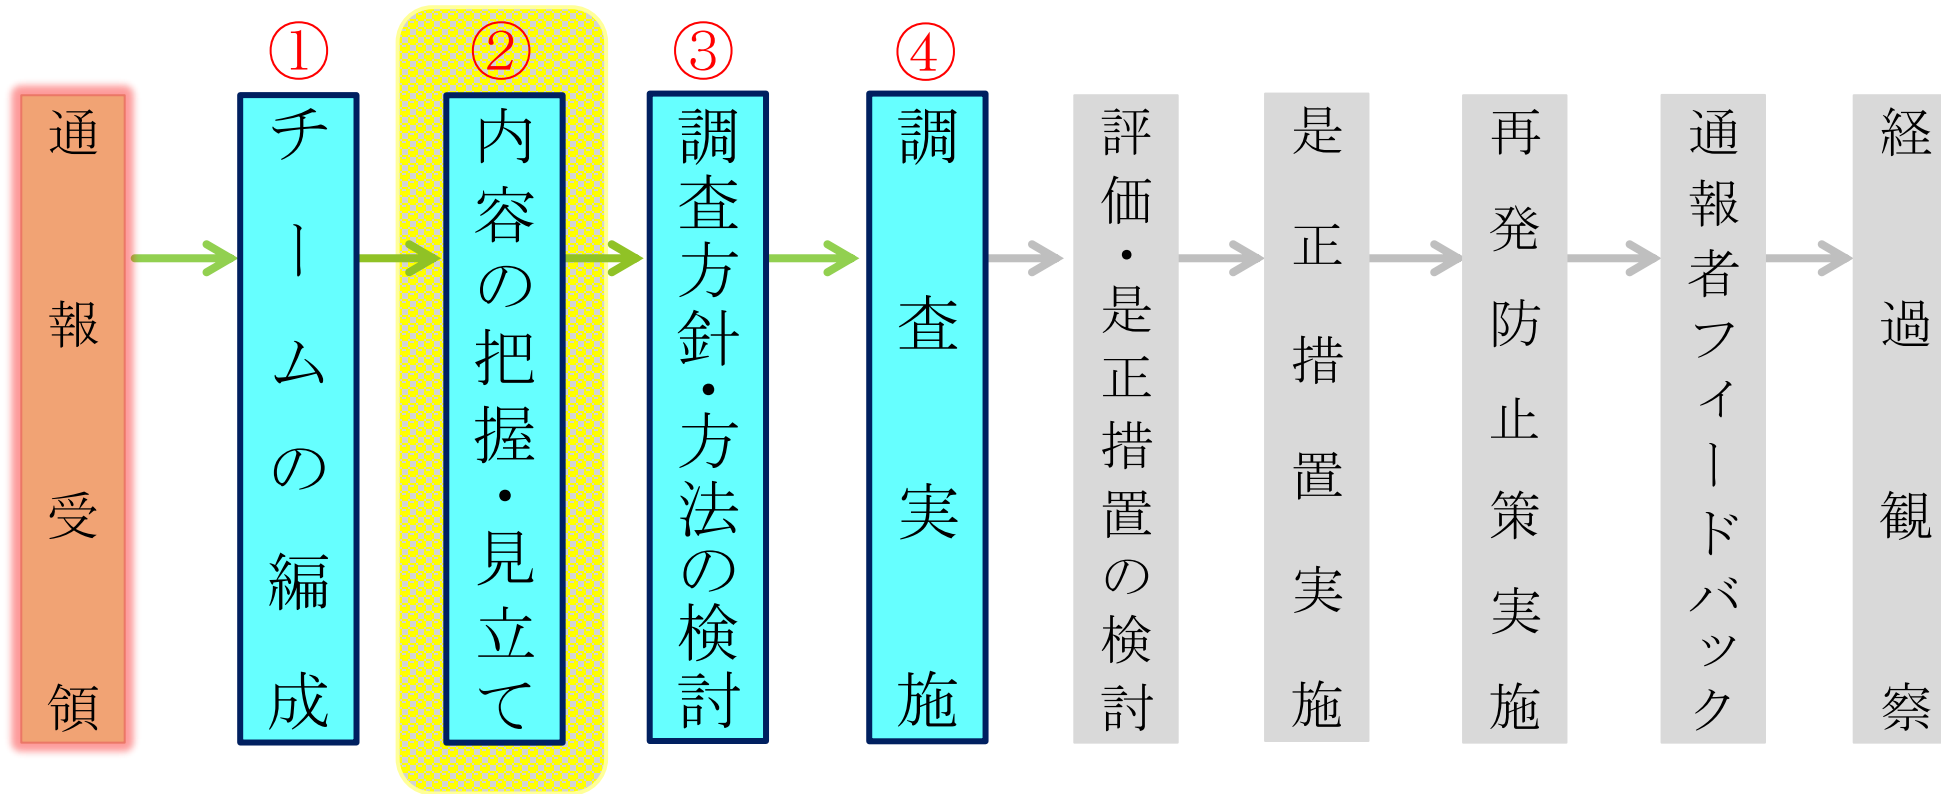 通報受領
①
チームの編成
②
内容の把握・見立て
③
調査方針・方法の検討
④
調査実施
評価・是正措置の検討
是正措置実施
再発防止策実施
通報者フィードバック
経過観察